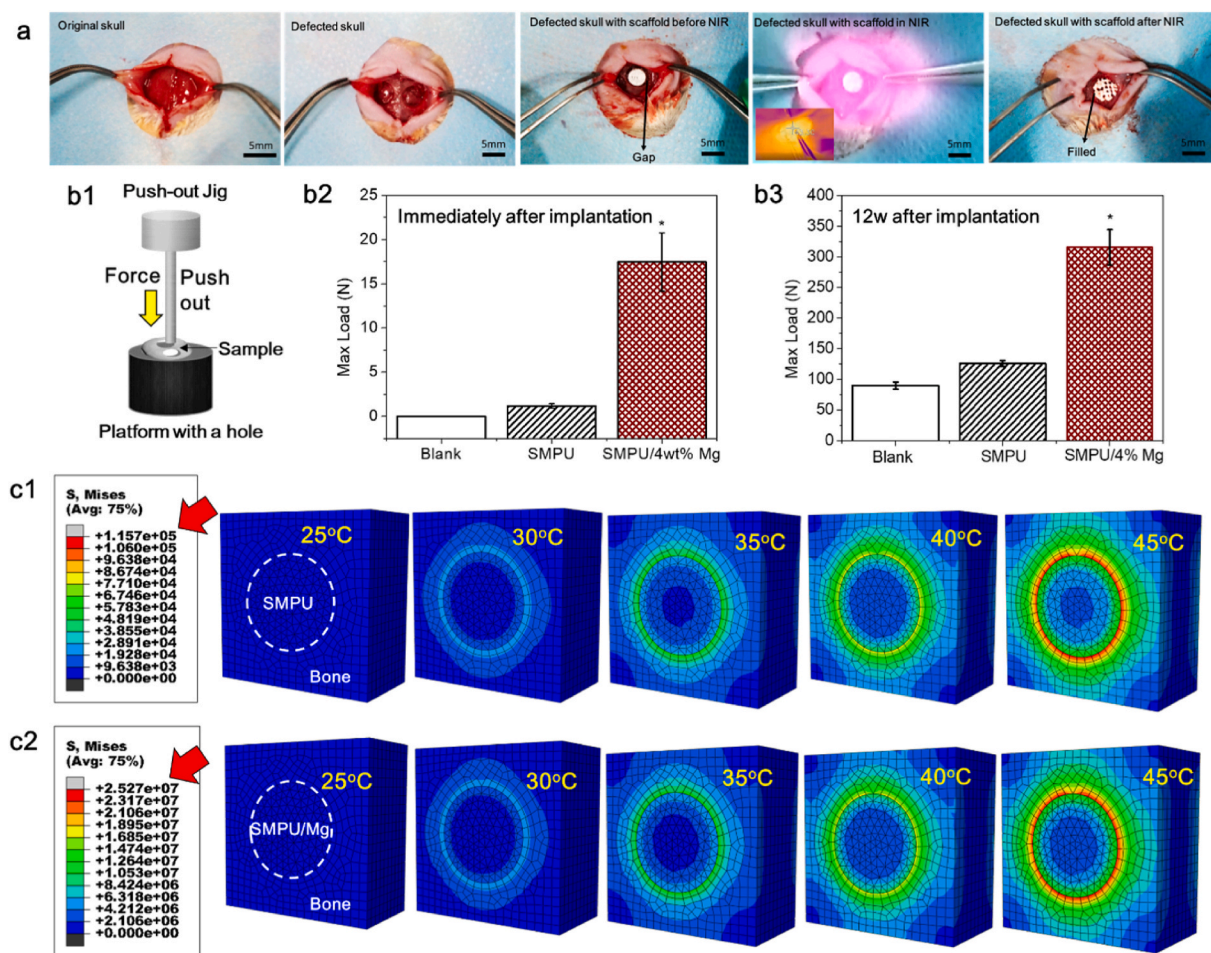 a
Original skull
Defected skull
Defected skull with scaffold before NIR
Defected skull with scaffold in NIR
Defected skull with scaffold after NIR
5mm
5mm
Gap
5mm
5mm
Filled
5mm
b1
Push-out Jig
Force
Push
out
Sample
Platform with a hole
b2
Immediately after implantation
*
Max Load (N)
25
20
15
10
5
0
Blank
SMPU
SMPU/4wt% Mg
b3
12w after implantation
*
Max Load (N)
400
350
300
250
200
150
100
50
0
Blank
SMPU
SMPU/4% Mg
c1
S, Mises
(Avg: 75%)
+1.157e+05
+1.060e+05
+9.638e+04
+8.674e+04
+7.710e+04
+6.746e+04
+5.783e+04
+4.819e+04
+3.855e+04
+2.891e+04
+1.928e+04
+9.638e+03
+0.000e+00
25°C
SMPU
Bone
30°C
35°C
40°C
45°C
c2
S, Mises
(Avg: 75%)
+2.527e+07
+2.317e+07
+2.106e+07
+1.895e+07
+1.685e+07
+1.474e+07
+1.264e+07
+1.053e+07
+8.424e+06
+6.318e+06
+4.212e+06
+2.106e+06
+0.000e+00
25°C
SMPU/Mg
Bone
30°C
35°C
40°C
45°C